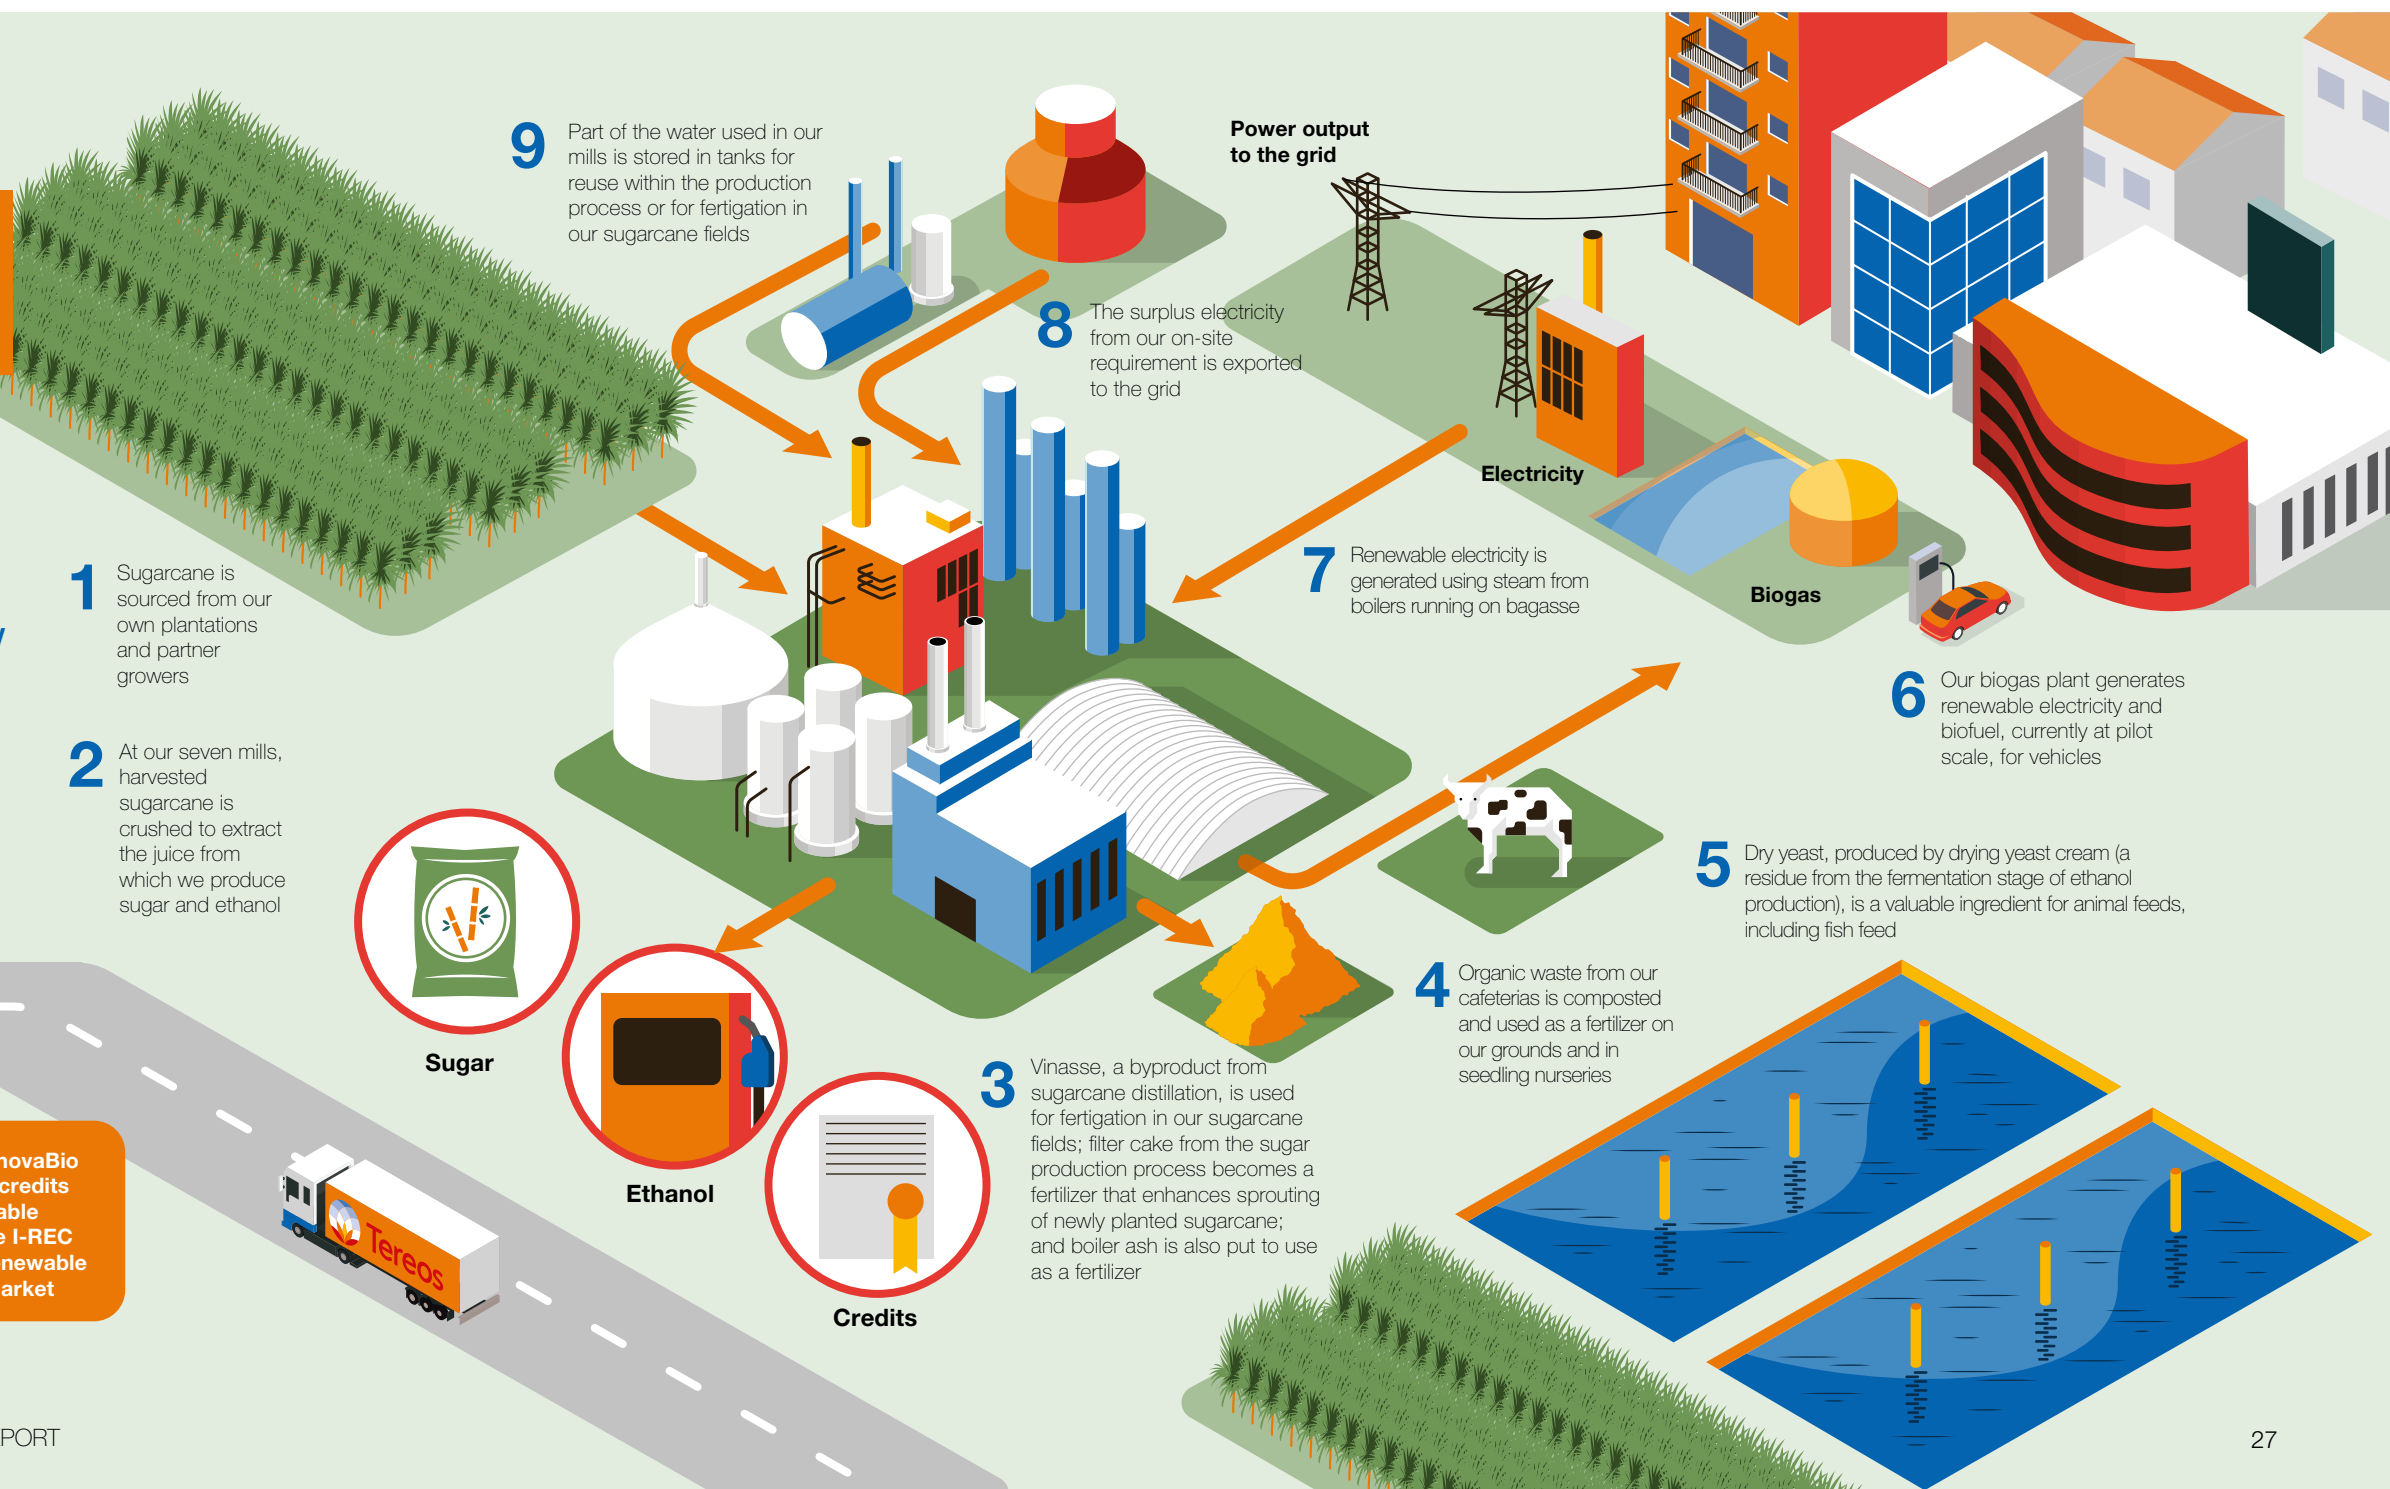 9
Part of the water used in our
mills is stored in tanks for
reuse within the production
process or for fertigation in
our sugarcane fields
Power output
to the grid
8
The surplus electricity
from our on-site
requirement is exported
to the grid
Electricity
7
Renewable electricity is
generated using steam from
boilers running on bagasse
Biogas
1
Sugarcane is
sourced from our
own plantations
and partner
growers
6
Our biogas plant generates
renewable electricity and
biofuel, currently at pilot
scale, for vehicles
2
At our seven mills,
harvested
sugarcane is
crushed to extract
the juice from
which we produce
sugar and ethanol
5
Dry yeast, produced by drying yeast cream (a
residue from the fermentation stage of ethanol
production), is a valuable ingredient for animal feeds,
including fish feed
4
Organic waste from our
cafeterias is composted
and used as a fertilizer on
our grounds and in
seedling nurseries
Sugar
Ethanol
Credits
3
Vinasse, a byproduct from
sugarcane distillation, is used
for fertigation in our sugarcane
fields; filter cake from the sugar
production process becomes a
fertilizer that enhances sprouting
of newly planted sugarcane;
and boiler ash is also put to use
as a fertilizer
novaBio
credits
able
e I-REC
enewable
arket
Tereos
PORT
27